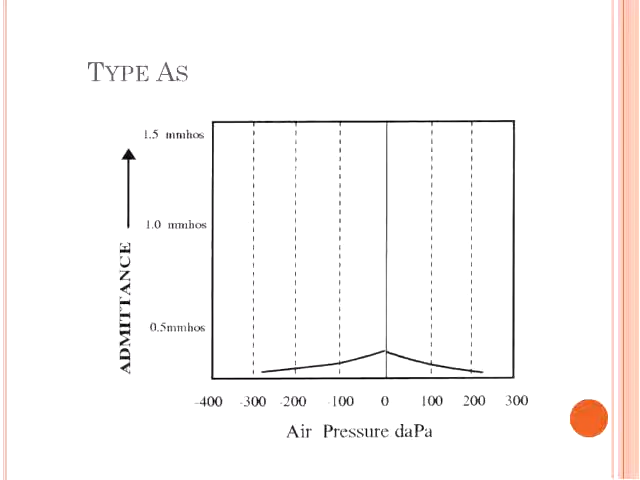 TYPE AS
1.5 mmhos
1.0 mmhos
0.5mmhos
ADMITTANCE
-400 -300 -200 -100 0 100 200 300
Air Pressure daPa